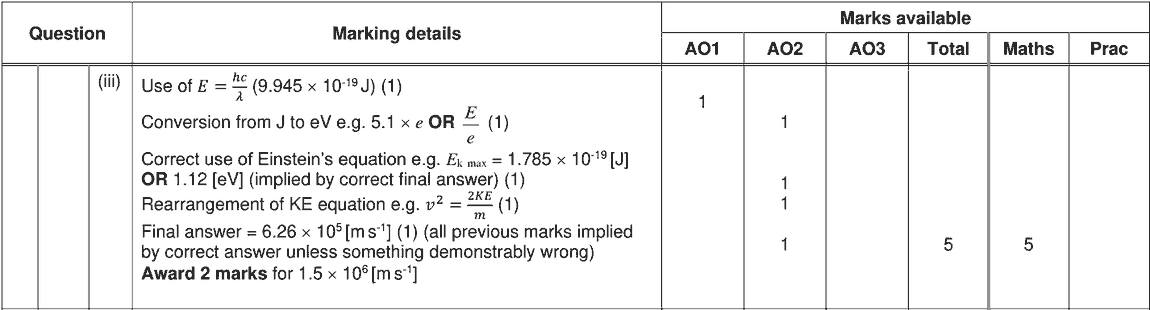 Question Marking details Marks available
AO1 AO2 AO3 Total Maths Prac
(iii) Use of E = hc/λ (9.945 × 10⁻¹⁹ J) (1) 1
Conversion from J to eV e.g. 5.1 × e OR E/e (1) 1
Correct use of Einstein's equation e.g. Eₖ ₘₐₓ = 1.785 × 10⁻¹⁹ [J]
OR 1.12 [eV] (implied by correct final answer) (1) 1
Rearrangement of KE equation e.g. v² = 2KE/m (1) 1
Final answer = 6.26 × 10⁵ [m s⁻¹] (1) (all previous marks implied
by correct answer unless something demonstrably wrong) 1 5 5
Award 2 marks for 1.5 × 10⁶ [m s⁻¹]